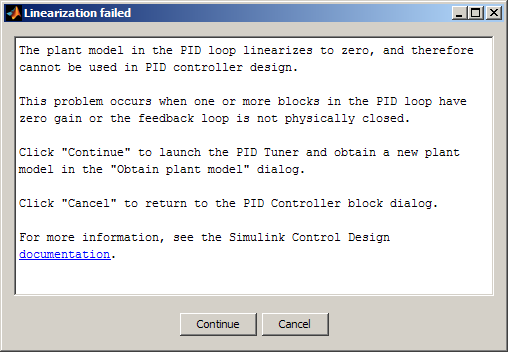 Linearization failed
The plant model in the PID loop linearizes to zero, and therefore
cannot be used in PID controller design.
This problem occurs when one or more blocks in the PID loop have
zero gain or the feedback loop is not physically closed.
Click "Continue" to launch the PID Tuner and obtain a new plant
model in the "Obtain plant model" dialog.
Click "Cancel" to return to the PID Controller block dialog.
For more information, see the Simulink Control Design
documentation.
Continue Cancel